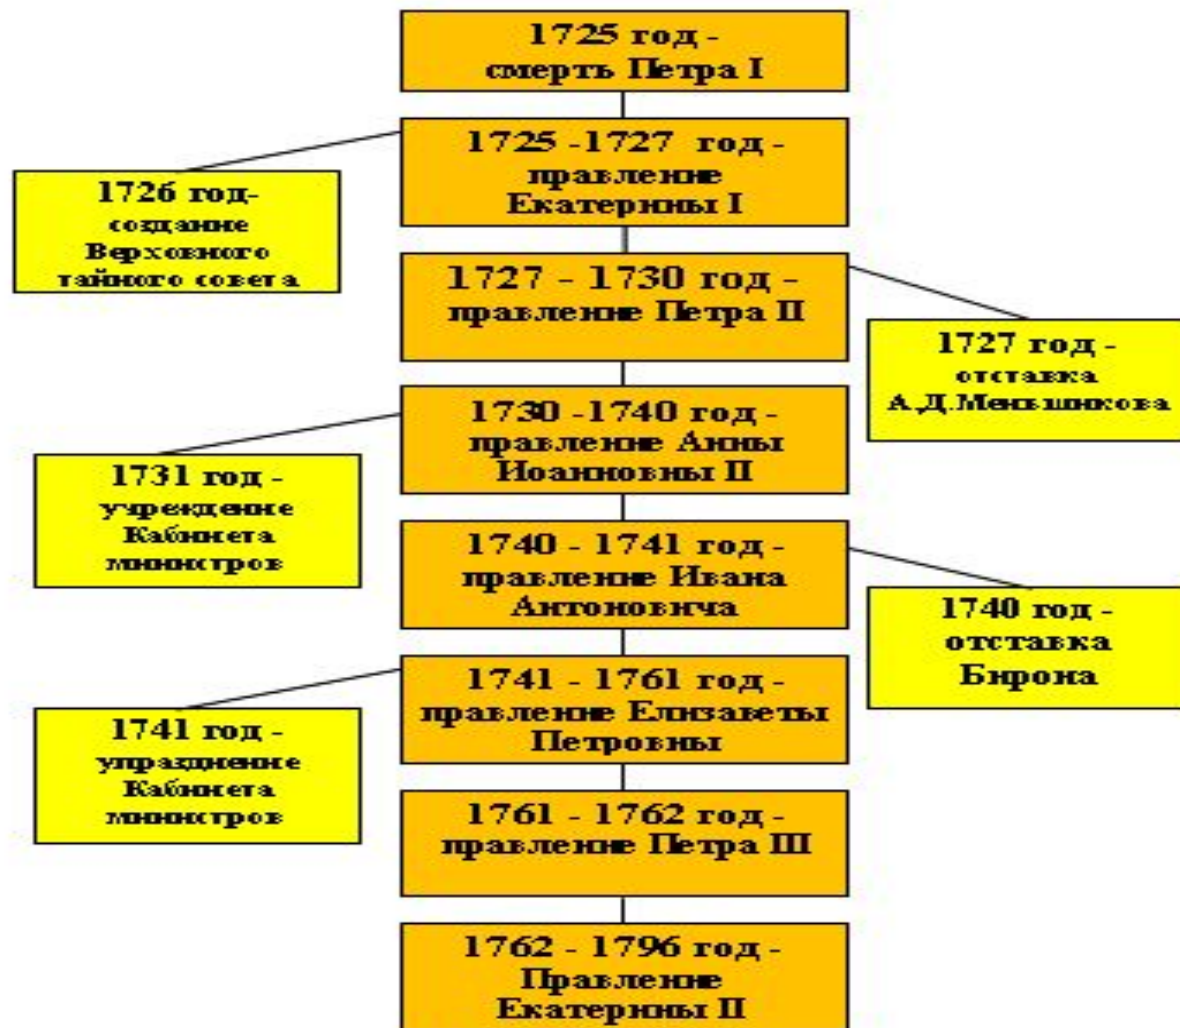 1725 год -
смерть Петра I
1725 -1727 год -
правление
Екатерины I
1726 год-
создание
Верховного
тайного совета
1727 - 1730 год -
правление Петра II
1727 год -
отставка
А.Д.Меньшикова
1730 -1740 год -
правление Анны
Иоанновны II
1731 год -
учреждение
Кабинета
министров
1740 - 1741 год -
правление Ивана
Антоновича
1740 год -
отставка
Бирона
1741 - 1761 год -
правление Елизаветы
Петровны
1741 год -
упразднение
Кабинета
министров
1761 - 1762 год -
правление Петра III
1762 - 1796 год -
Правление
Екатерины II